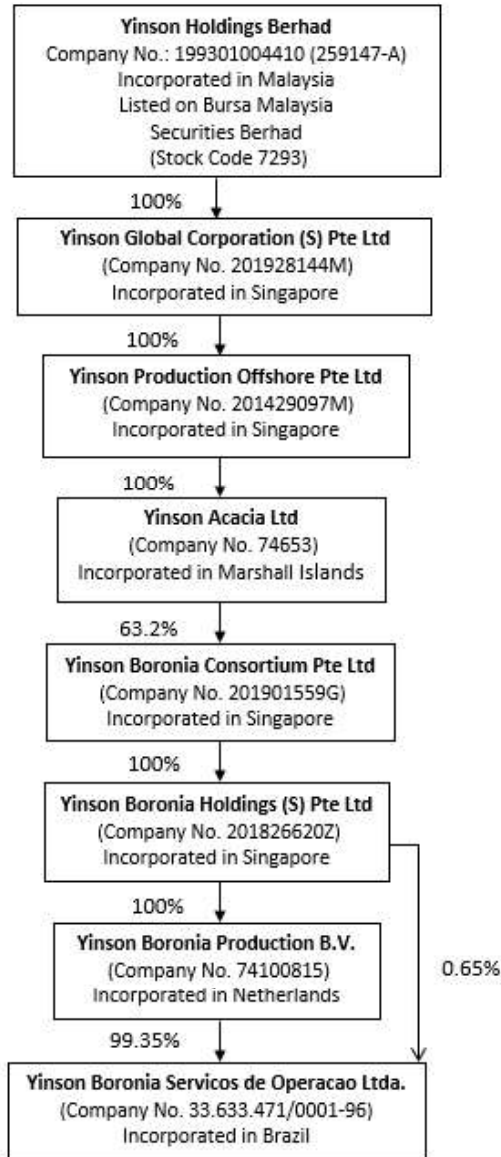 Yinson Holdings Berhad
Company No.: 199301004410 (259147-A)
Incorporated in Malaysia
Listed on Bursa Malaysia
Securities Berhad
(Stock Code 7293)
100%
Yinson Global Corporation (S) Pte Ltd
(Company No. 201928144M)
Incorporated in Singapore
100%
Yinson Production Offshore Pte Ltd
(Company No. 201429097M)
Incorporated in Singapore
100%
Yinson Acacia Ltd
(Company No. 74653)
Incorporated in Marshall Islands
63.2%
Yinson Boronia Consortium Pte Ltd
(Company No. 201901559G)
Incorporated in Singapore
100%
Yinson Boronia Holdings (S) Pte Ltd
(Company No. 201826620Z)
Incorporated in Singapore
100%
Yinson Boronia Production B.V.
(Company No. 74100815)
Incorporated in Netherlands
0.65%
99.35%
Yinson Boronia Servicos de Operacao Ltda.
(Company No. 33.633.471/0001-96)
Incorporated in Brazil